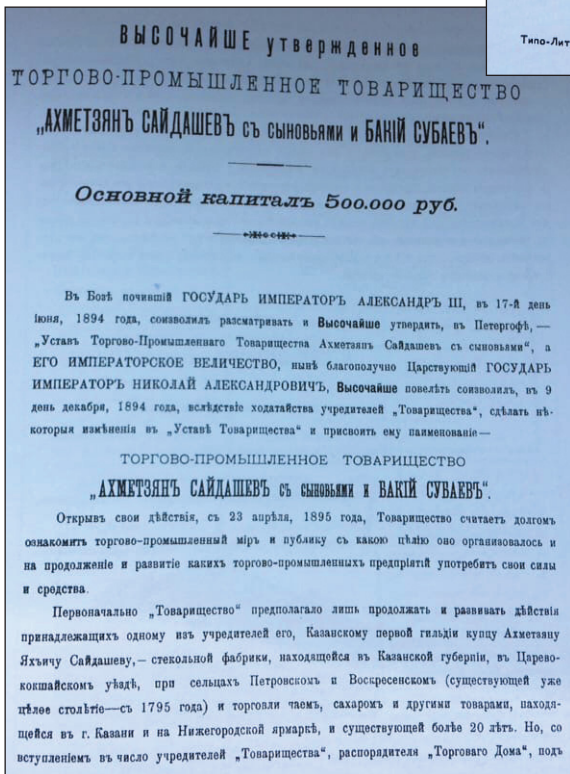 Типо-Лит
ВЫСОЧАЙШЕ утвержденное
ТОРГОВО-ПРОМЫШЛЕННОЕ ТОВАРИЩЕСТВО
„АХМЕТЗЯНЪ САЙДАШЕВЪ съ сыновьями и БАКІЙ СУБАЕВЪ“.
Основной капиталъ 500.000 руб.
Въ Бозѣ почившій ГОСУДАРЬ ИМПЕРАТОРЪ АЛЕКСАНДРЪ III, въ 17-й день
іюня, 1894 года, соизволилъ разсматривать и Высочайше утвердить, въ Петергофѣ, —
„Уставъ Торгово-Промышленнаго Товарищества Ахметзянъ Сайдашевъ съ сыновьями“, а
ЕГО ИМПЕРАТОРСКОЕ ВЕЛИЧЕСТВО, нынѣ благополучно Царствующій ГОСУДАРЬ
ИМПЕРАТОРЪ НИКОЛАЙ АЛЕКСАНДРОВИЧЪ, Высочайше повелѣть соизволилъ, въ 9
день декабря, 1894 года, вслѣдствіе ходатайства учредителей „Товарищества“, сдѣлать нѣ-
которыя измѣненія въ „Уставѣ Товарищества“ и присвоить ему наименованіе—
ТОРГОВО-ПРОМЫШЛЕННОЕ ТОВАРИЩЕСТВО
„АХМЕТЗЯНЪ САЙДАШЕВЪ съ сыновьями и БАКІЙ СУБАЕВЪ“.
Открывъ свои дѣйствія, съ 23 апрѣля, 1895 года, Товарищество считаетъ долгомъ
ознакомить торгово-промышленный міръ и публику съ какою цѣлію оно организовалось и
на продолженіе и развитіе какихъ торгово-промышленныхъ предпріятій употребитъ свои силы
и средства.
Первоначально „Товарищество“ предполагало лишь продолжать и развивать дѣйствія
принадлежащихъ одному изъ учредителей его, Казанскому первой гильдіи купцу Ахметзяну
Яхъичу Сайдашеву, — стекольной фабрики, находящейся въ Казанской губерніи, въ Царево-
кокшайскомъ уѣздѣ, при сельцахъ Петровскомъ и Воскресенскомъ (существующей уже
цѣлое столѣтіе—съ 1795 года) и торговли чаемъ, сахаромъ и другими товарами, находя-
щейся въ г. Казани и на Нижегородской ярмаркѣ, и существующей болѣе 20 лѣтъ. Но, со
вступленіемъ въ число учредителей „Товарищества“, распорядителя „Торговаго Дома“, подъ